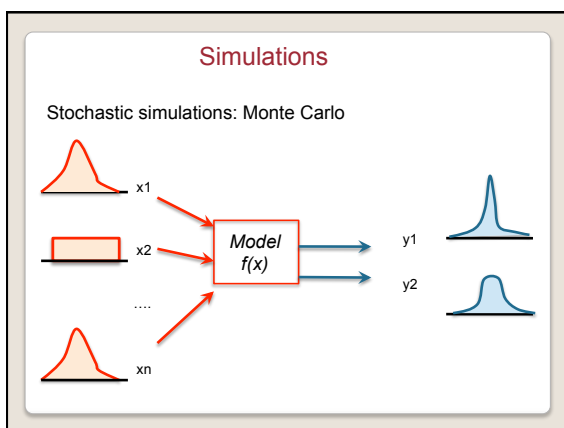 Simulations
Stochastic simulations: Monte Carlo
x1
x2
....
xn
Model
f(x)
y1
y2